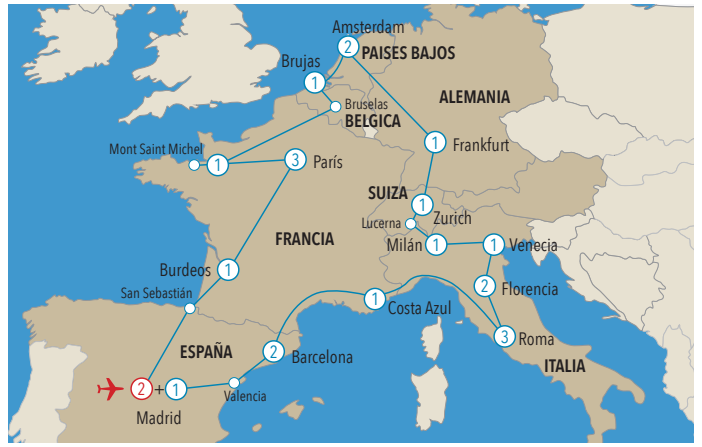 Amsterdam
2
PAISES BAJOS
Brujas
1
ALEMANIA
Bruselas
BELGICA
Mont Saint Michel
1
3
París
1
Frankfurt
SUIZA
1
Zurich
Lucerna
FRANCIA
Milán
1
1
Venecia
Burdeos
1
2
Florencia
San Sebastián
1
Costa Azul
3
Roma
ESPAÑA
2
Barcelona
ITALIA
2
+
1
Valencia
Madrid